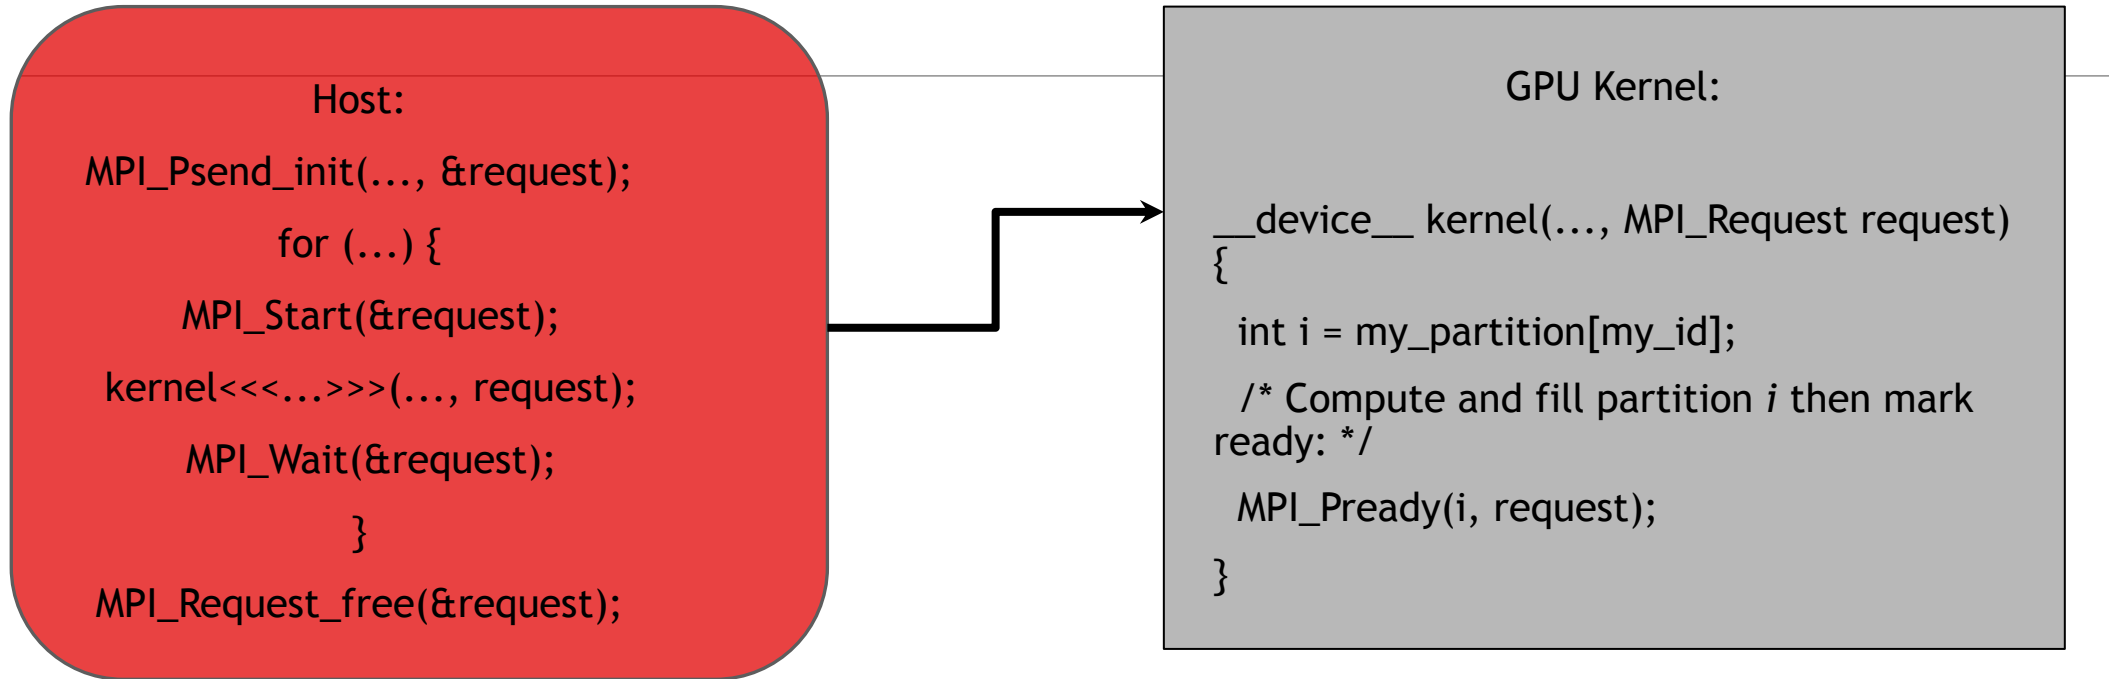 Host:
MPI_Psend_init(..., &request);
for (...) {
MPI_Start(&request);
kernel<<<...>>>(..., request);
MPI_Wait(&request);
}
MPI_Request_free(&request);
GPU Kernel:
__device__ kernel(..., MPI_Request request)
{
int i = my_partition[my_id];
/* Compute and fill partition i then mark
ready: */
MPI_Pready(i, request);
}